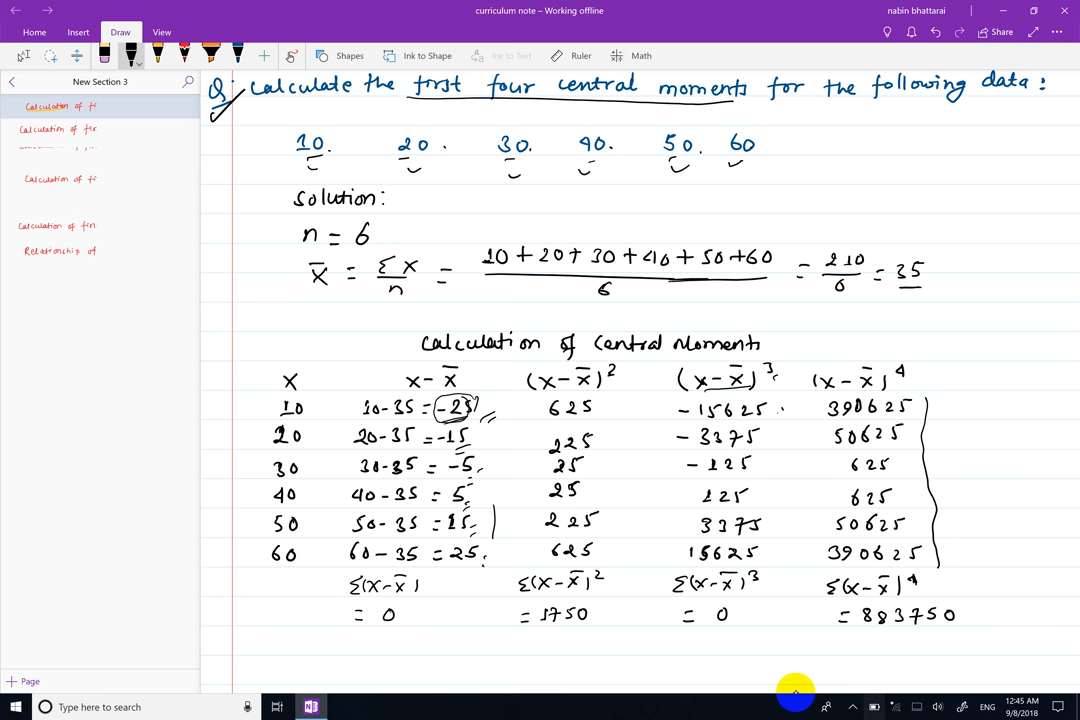 curriculum note – Working offline
nabin bhattarai
Home Insert Draw View
Share
Shapes Ink to Shape Ink to Text Ruler Math
New Section 3
Calculation of fi
Calculation of fir
Calculation of fi
Calculation of fin
Relationship of
Page
Q: Calculate the first four central moments for the following data:
10. 20. 30. 40. 50. 60
Solution:
n = 6
x̄ = Σx/n = (10 + 20 + 30 + 40 + 50 + 60)/6 = 210/6 = 35
Calculation of Central Moments
x x - x̄ (x - x̄)² (x - x̄)³ (x - x̄)⁴
10 10-35 = -25 625 -15625 390625
20 20-35 = -15 225 -3375 50625
30 30-35 = -5 25 -125 625
40 40-35 = 5 25 125 625
50 50-35 = 15 225 3375 50625
60 60-35 = 25 625 15625 390625
Σ(x-x̄) Σ(x-x̄)² Σ(x-x̄)³ Σ(x-x̄)⁴
= 0 = 1750 = 0 = 883750
Type here to search
ENG
12:45 AM
9/8/2018